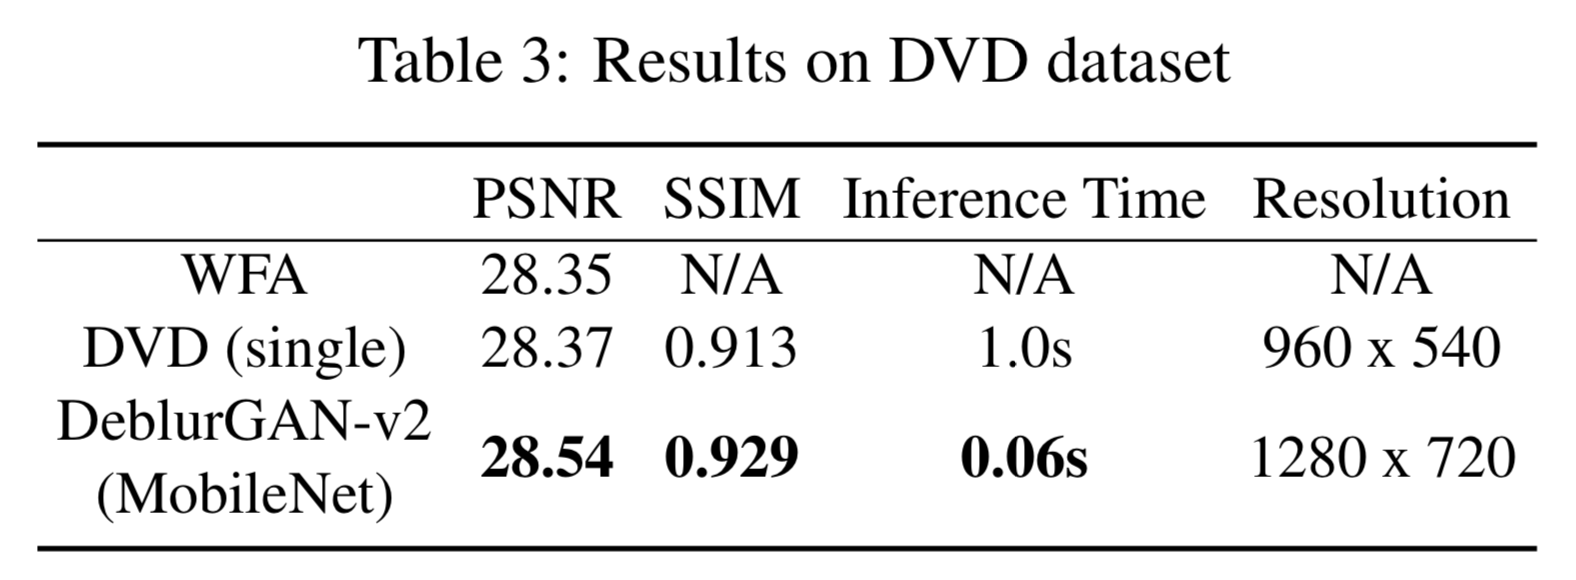 Table 3: Results on DVD dataset
PSNR SSIM Inference Time Resolution
WFA 28.35 N/A N/A N/A
DVD (single) 28.37 0.913 1.0s 960 x 540
DeblurGAN-v2
(MobileNet) 28.54 0.929 0.06s 1280 x 720